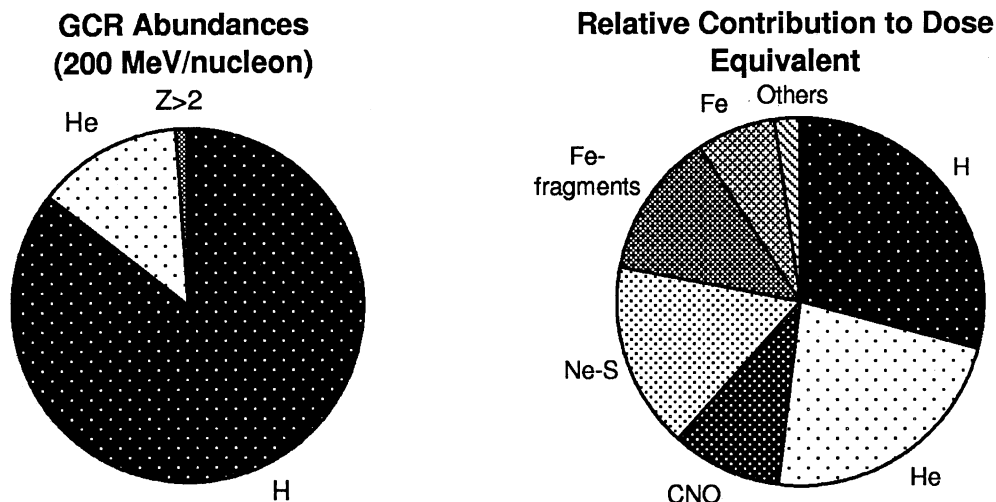 GCR Abundances
(200 MeV/nucleon)
Z>2
He
H
Relative Contribution to Dose
Equivalent
Fe
Others
Fe-
fragments
H
Ne-S
CNO
He